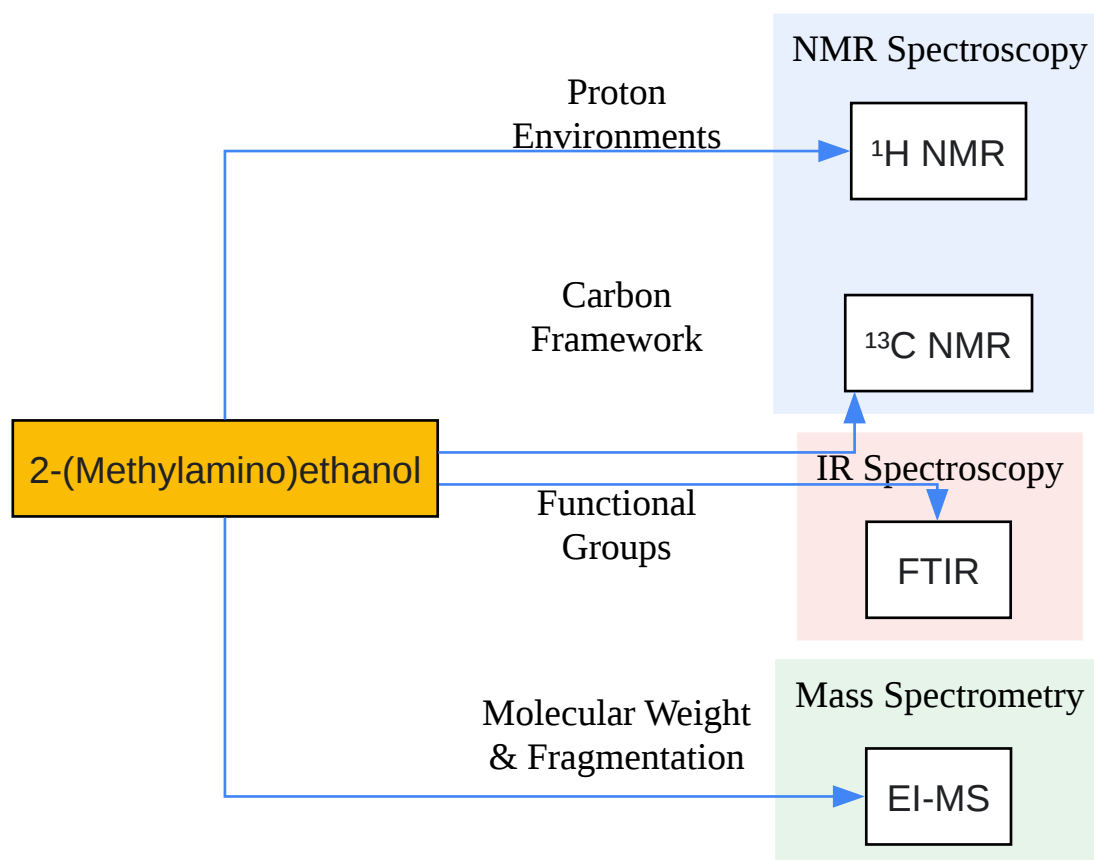 NMR Spectroscopy
Proton
Environments
¹H NMR
Carbon
Framework
¹³C NMR
2-(Methylamino)ethanol
IR Spectroscopy
Functional
Groups
FTIR
Mass Spectrometry
Molecular Weight
& Fragmentation
EI-MS